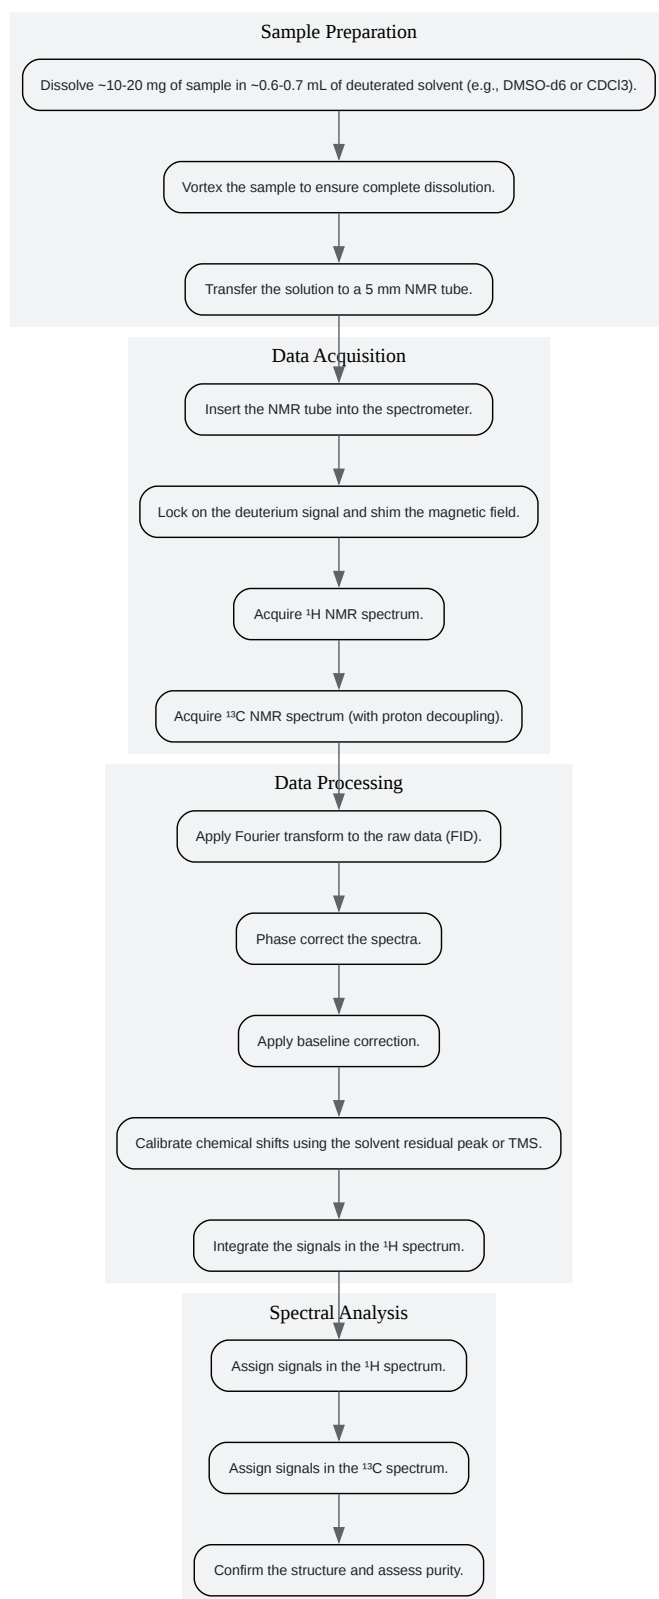 Sample Preparation
Dissolve ~10-20 mg of sample in ~0.6-0.7 mL of deuterated solvent (e.g., DMSO-d6 or CDCl3).
Vortex the sample to ensure complete dissolution.
Transfer the solution to a 5 mm NMR tube.
Data Acquisition
Insert the NMR tube into the spectrometer.
Lock on the deuterium signal and shim the magnetic field.
Acquire ¹H NMR spectrum.
Acquire ¹³C NMR spectrum (with proton decoupling).
Data Processing
Apply Fourier transform to the raw data (FID).
Phase correct the spectra.
Apply baseline correction.
Calibrate chemical shifts using the solvent residual peak or TMS.
Integrate the signals in the ¹H spectrum.
Spectral Analysis
Assign signals in the ¹H spectrum.
Assign signals in the ¹³C spectrum.
Confirm the structure and assess purity.